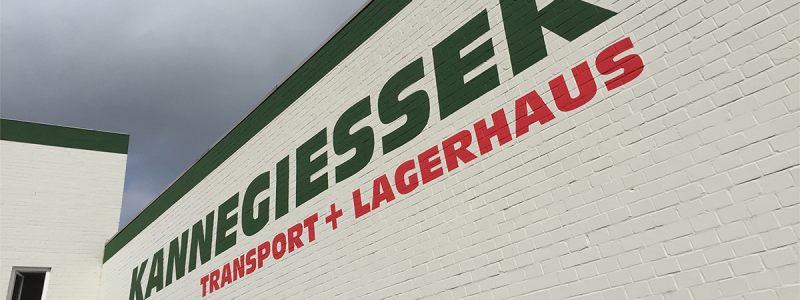 KANNEGIESSER
TRANSPORT + LAGERHAUS